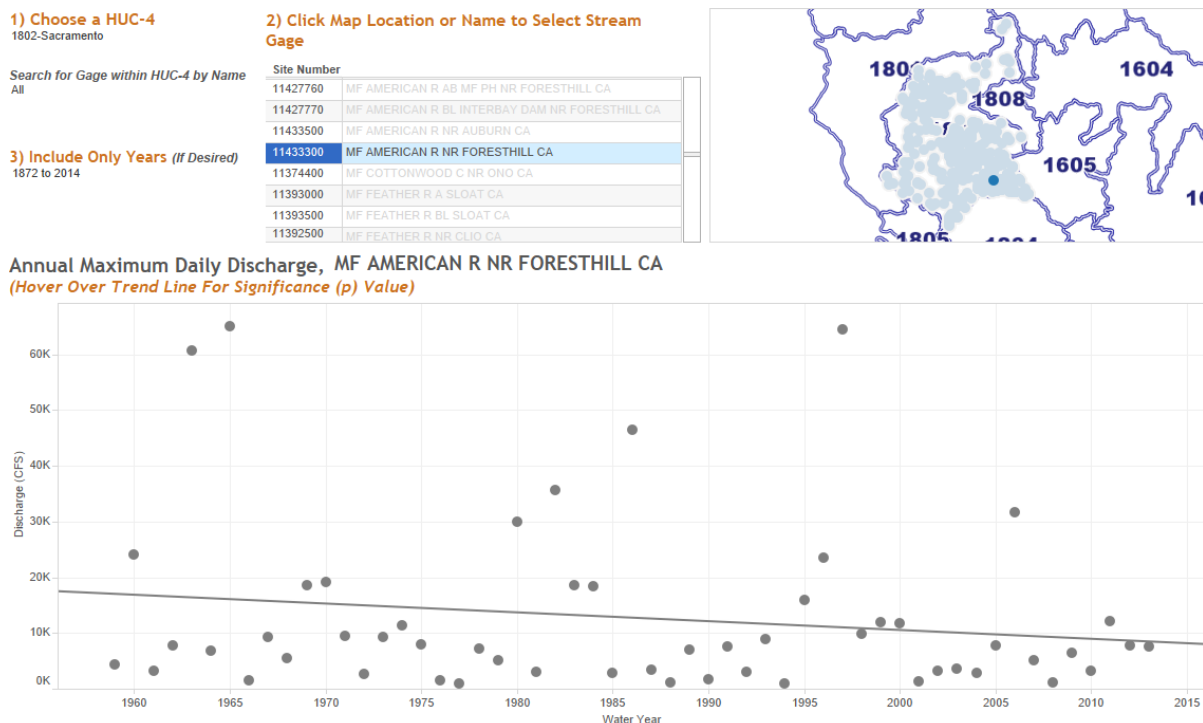 1) Choose a HUC-4
1802-Sacramento
Search for Gage within HUC-4 by Name
All
3) Include Only Years (If Desired)
1872 to 2014
2) Click Map Location or Name to Select Stream
Gage
Site Number
11427760 MF AMERICAN R AB MF PH NR FORESTHILL CA
11427770 MF AMERICAN R BL INTERBAY DAM NR FORESTHILL CA
11433500 MF AMERICAN R NR AUBURN CA
11433300 MF AMERICAN R NR FORESTHILL CA
11374400 MF COTTONWOOD C NR ONO CA
11393000 MF FEATHER R A SLOAT CA
11393500 MF FEATHER R BL SLOAT CA
11392500 MF FEATHER R NR CLIO CA
1604
1808
1605
1805
Annual Maximum Daily Discharge, MF AMERICAN R NR FORESTHILL CA
(Hover Over Trend Line For Significance (p) Value)
Discharge (CFS)
60K
50K
40K
30K
20K
10K
0K
1960 1965 1970 1975 1980 1985 1990 1995 2000 2005 2010 2015
Water Year